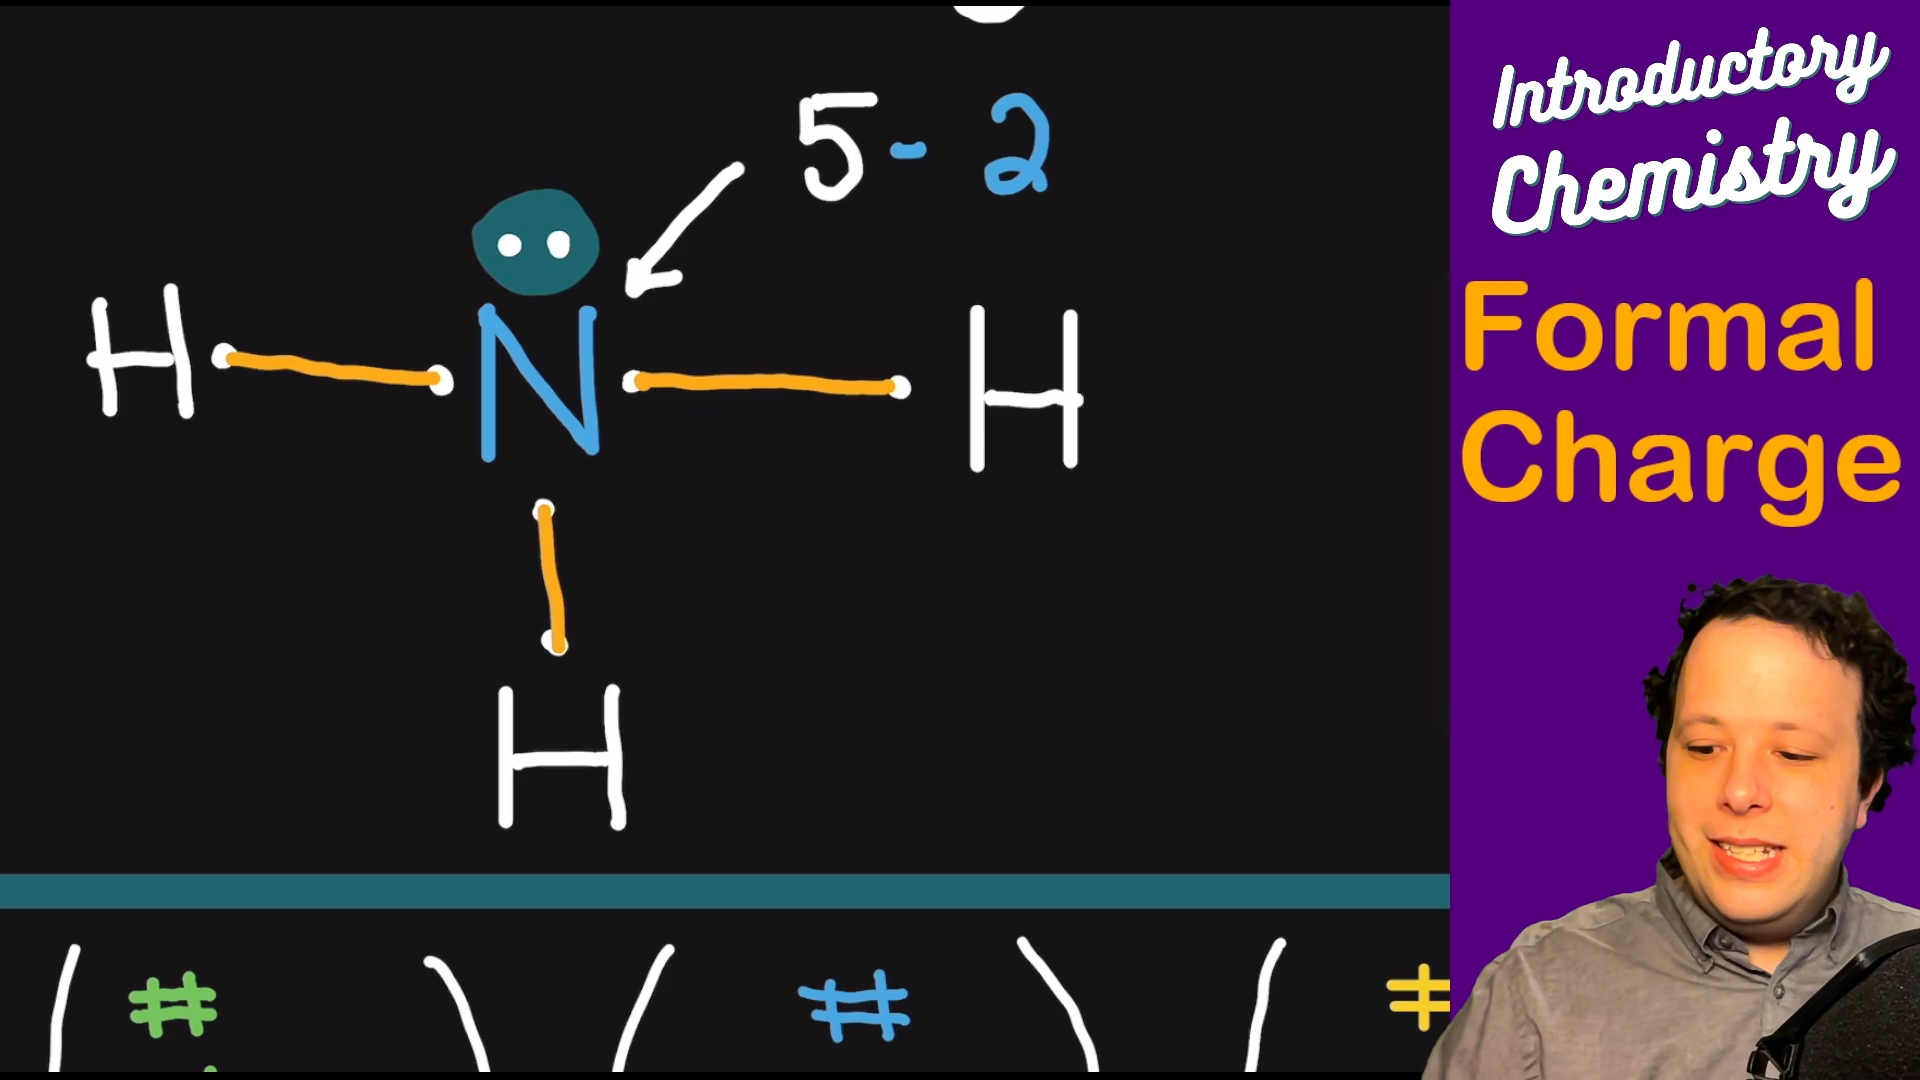 5 - 2
H N H
H
# # #
Introductory
Chemistry
Formal
Charge